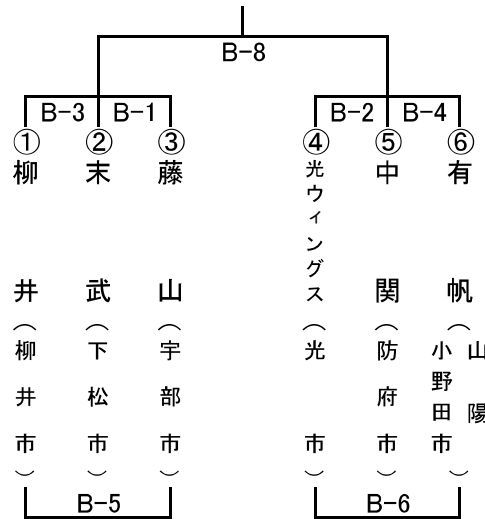 B-8
B-3 B-1 B-2 B-4
① ② ③ ④ ⑤ ⑥
柳井（柳井市）
末武（下松市）
藤山（宇部市）
光ウィングス（光市）
中関（防府市）
有帆（山陽小野田市）
B-5 B-6